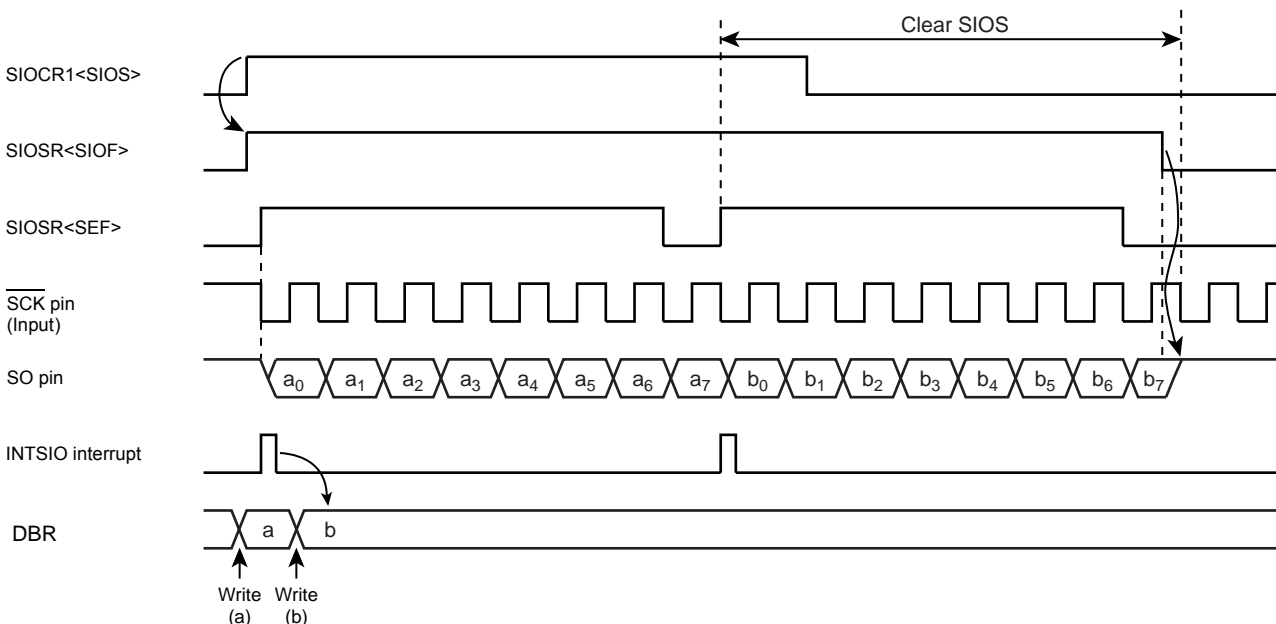 Clear SIOS
SIOCR1<SIOS>
SIOSR<SIOF>
SIOSR<SEF>
SCK pin
(Input)
SO pin
a0 a1 a2 a3 a4 a5 a6 a7 b0 b1 b2 b3 b4 b5 b6 b7
INTSIO interrupt
DBR
a b
Write Write
(a) (b)